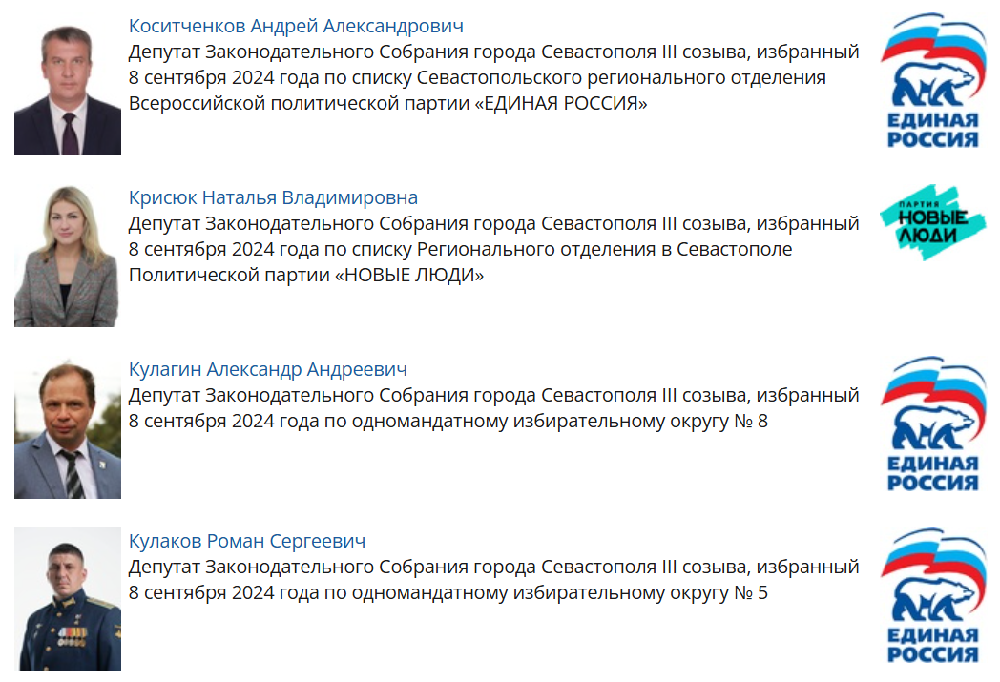 Коситченков Андрей Александрович
Депутат Законодательного Собрания города Севастополя III созыва, избранный
8 сентября 2024 года по списку Севастопольского регионального отделения
Всероссийской политической партии «ЕДИНАЯ РОССИЯ»
ЕДИНАЯ
РОССИЯ
Крисюк Наталья Владимировна
Депутат Законодательного Собрания города Севастополя III созыва, избранный
8 сентября 2024 года по списку Регионального отделения в Севастополе
Политической партии «НОВЫЕ ЛЮДИ»
ПАРТИЯ
НОВЫЕ
ЛЮДИ
Кулагин Александр Андреевич
Депутат Законодательного Собрания города Севастополя III созыва, избранный
8 сентября 2024 года по одномандатному избирательному округу № 8
ЕДИНАЯ
РОССИЯ
Кулаков Роман Сергеевич
Депутат Законодательного Собрания города Севастополя III созыва, избранный
8 сентября 2024 года по одномандатному избирательному округу № 5
ЕДИНАЯ
РОССИЯ